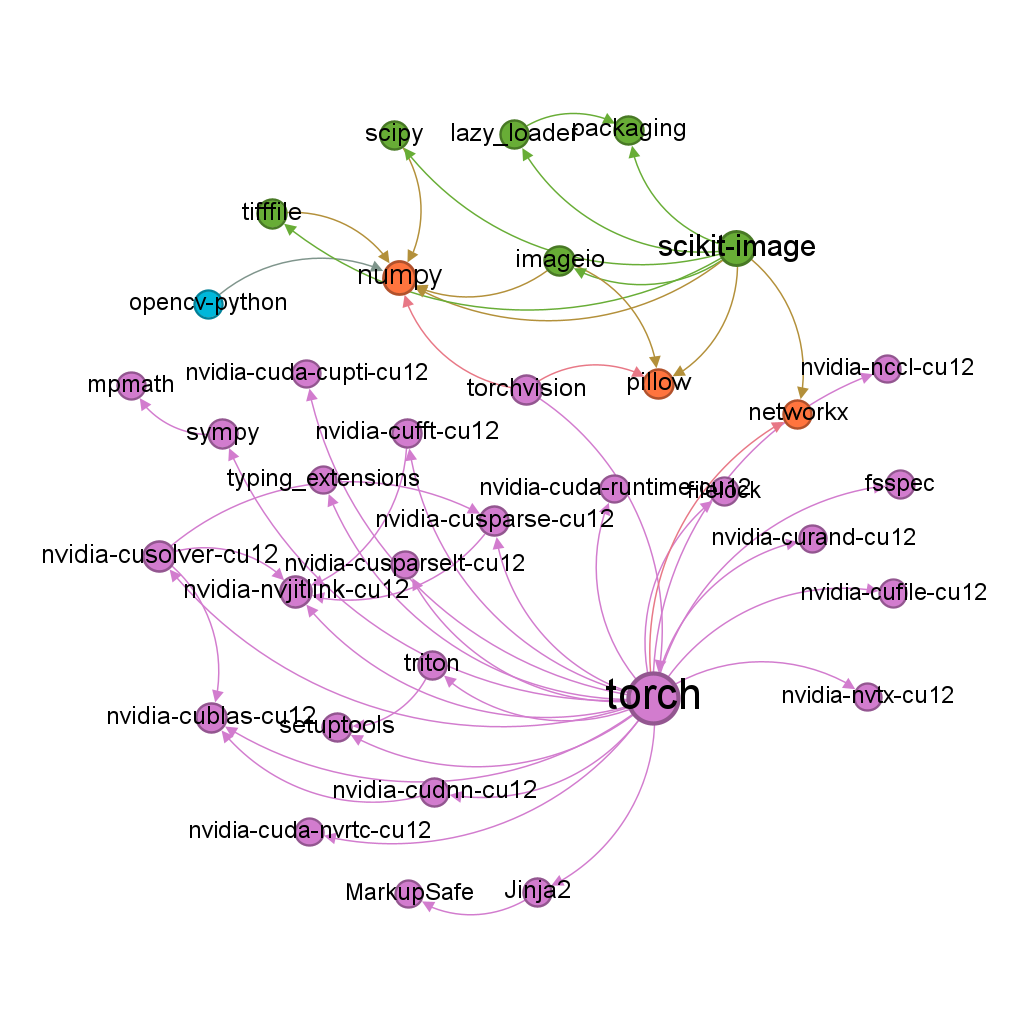 scipy
lazy_loader
packaging
tifffile
scikit-image
imageio
numpy
opencv-python
nvidia-nccl-cu12
nvidia-cuda-cupti-cu12
mpmath
torchvision
pillow
networkx
sympy
nvidia-cufft-cu12
typing_extensions
nvidia-cuda-runtime-cu12
filelock
fsspec
nvidia-cusparse-cu12
nvidia-curand-cu12
nvidia-cusolver-cu12
nvidia-cusparselt-cu12
nvidia-nvjitlink-cu12
nvidia-cufile-cu12
triton
torch
nvidia-nvtx-cu12
nvidia-cublas-cu12
setuptools
nvidia-cudnn-cu12
nvidia-cuda-nvrtc-cu12
MarkupSafe
Jinja2